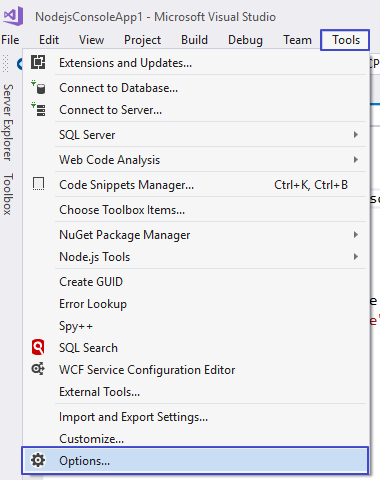 NodejsConsoleApp1 - Microsoft Visual Studio
File Edit View Project Build Debug Team Tools
Server Explorer
Toolbox
Extensions and Updates...
Connect to Database...
Connect to Server...
SQL Server
Web Code Analysis
Code Snippets Manager... Ctrl+K, Ctrl+B
Choose Toolbox Items...
NuGet Package Manager
Node.js Tools
Create GUID
Error Lookup
Spy++
SQL Search
WCF Service Configuration Editor
External Tools...
Import and Export Settings...
Customize...
Options...